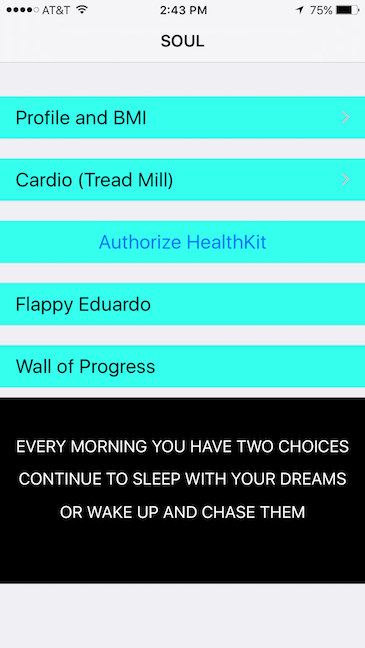 AT&T 2:43 PM 75%
SOUL
Profile and BMI
Cardio (Tread Mill)
Authorize HealthKit
Flappy Eduardo
Wall of Progress
EVERY MORNING YOU HAVE TWO CHOICES
CONTINUE TO SLEEP WITH YOUR DREAMS
OR WAKE UP AND CHASE THEM